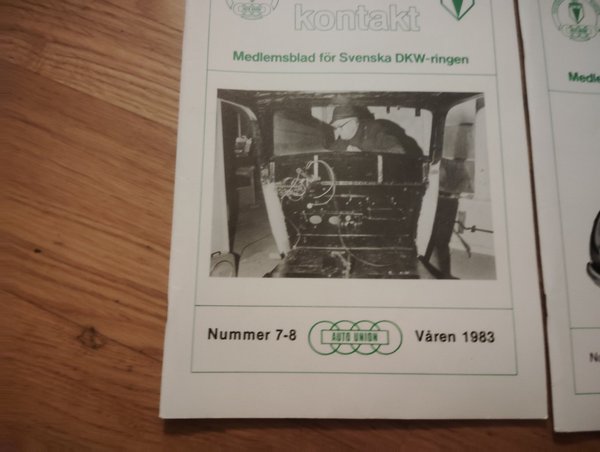 kontakt
Medlemsblad för Svenska DKW-ringen
Nummer 7-8
AUTO UNION
Våren 1983